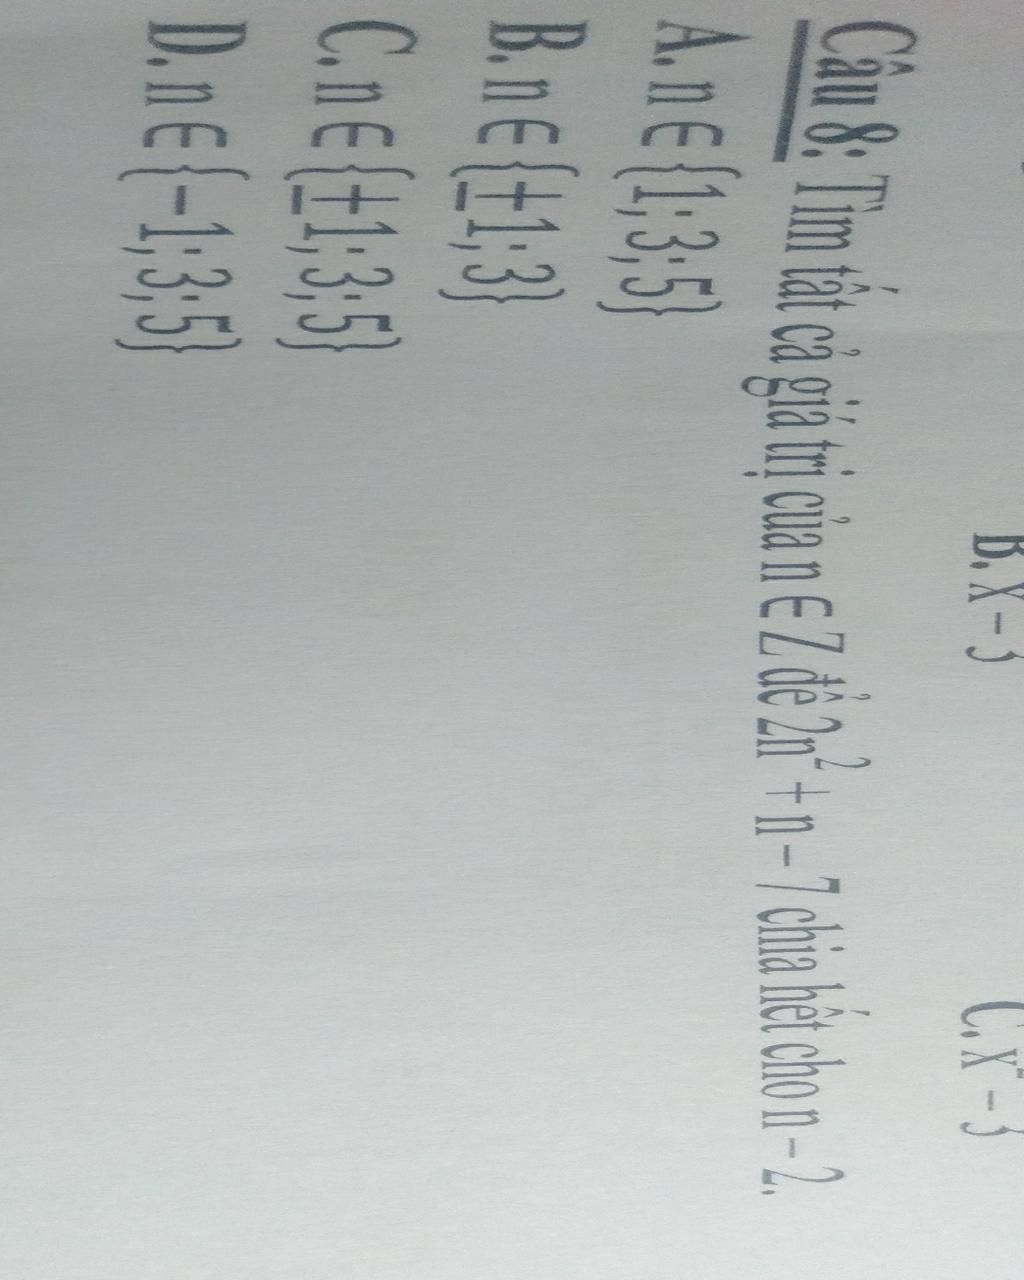 B. x – 3
C. x² – 3
Câu 8: Tìm tất cả giá trị của n ∈ Z để 2n² + n – 7 chia hết cho n – 2.
A. n ∈ {1; 3; 5}
B. n ∈ {±1; 3}
C. n ∈ {±1; 3; 5}
D. n ∈ {–1; 3; 5}